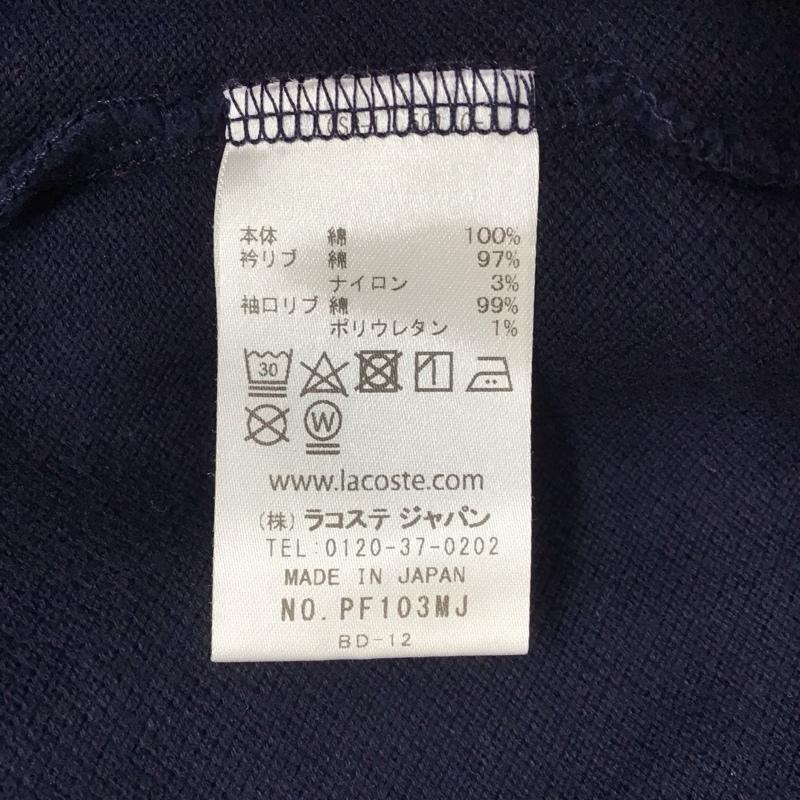 本体 綿 100%
衿リブ 綿 97%
ナイロン 3%
袖口リブ 綿 99%
ポリウレタン 1%
30
W
www.lacoste.com
(株) ラコステ ジャパン
TEL:0120-37-0202
MADE IN JAPAN
NO. PF103MJ
BD-12